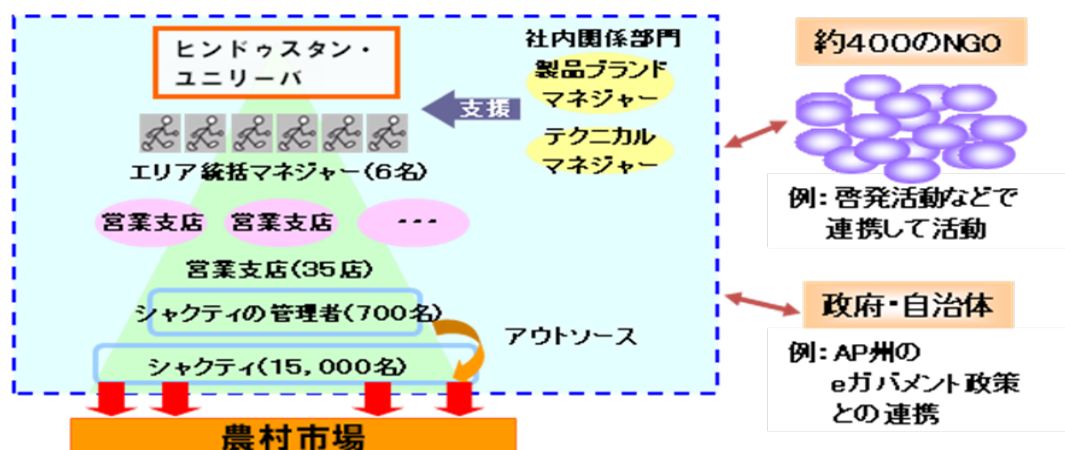 ヒンドゥスタン・
ユニリーバ
エリア統括マネジャー(6名)
営業支店
営業支店
・・・
営業支店(35店)
シャクティの管理者(700名)
シャクティ(15,000名)
農村市場
社内関係部門
製品ブランド
マネジャー
支援
テクニカル
マネジャー
アウトソース
約400のNGO
例：啓発活動などで
連携して活動
政府・自治体
例：AP州の
eガバメント政策
との連携